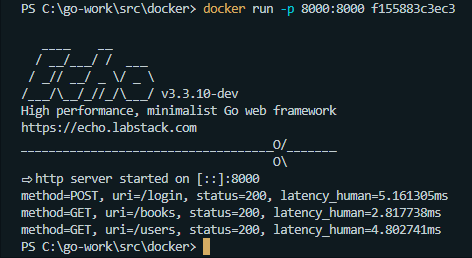 PS C:\go-work\src\docker> docker run -p 8000:8000 f155883c3ec3
   ____    __
  / __/___/ /  ___
 / _// __/ _ \/ _ \
/___/\__/_//_/\___/ v3.3.10-dev
High performance, minimalist Go web framework
https://echo.labstack.com
____________________________________O/_______
                                    O\
⇨ http server started on [::]:8000
method=POST, uri=/login, status=200, latency_human=5.161305ms
method=GET, uri=/books, status=200, latency_human=2.817738ms
method=GET, uri=/users, status=200, latency_human=4.802741ms
PS C:\go-work\src\docker>